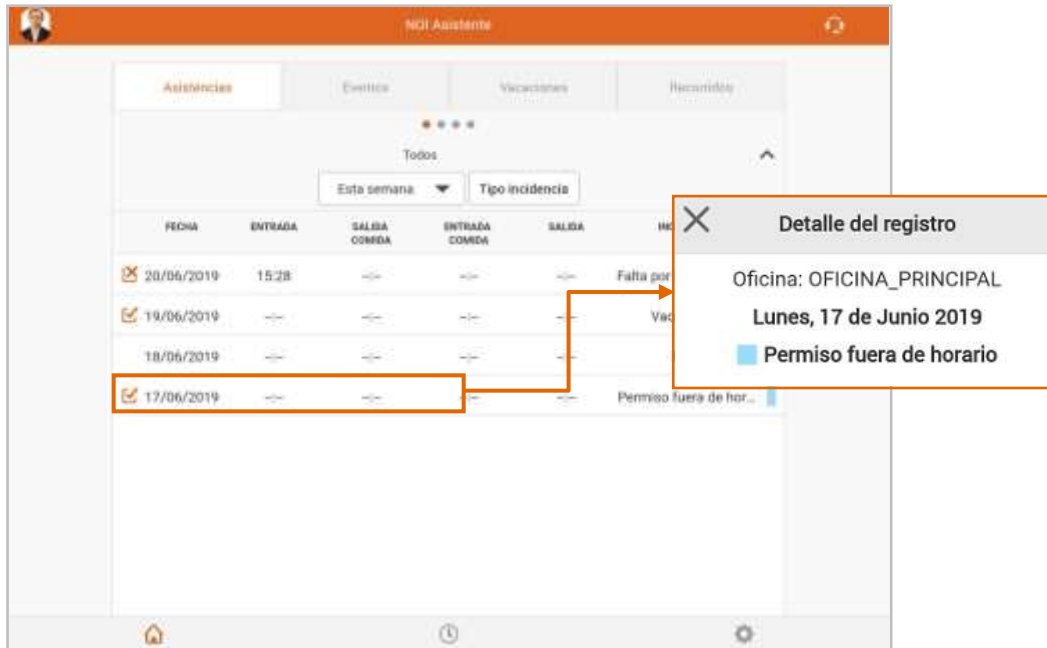 NOI Asistente
Asistencias Eventos Vacaciones Recorridos
Todos
Esta semana Tipo incidencia
FECHA ENTRADA SALIDA COMIDA ENTRADA COMIDA SALIDA
20/06/2019 15:28 --:-- --:-- --:-- Falta por
19/06/2019 --:-- --:-- --:-- --:--
18/06/2019 --:-- --:-- --:-- --:--
17/06/2019 --:-- --:-- --:-- --:-- Permiso fuera de hor...
Detalle del registro
Oficina: OFICINA_PRINCIPAL
Lunes, 17 de Junio 2019
Permiso fuera de horario